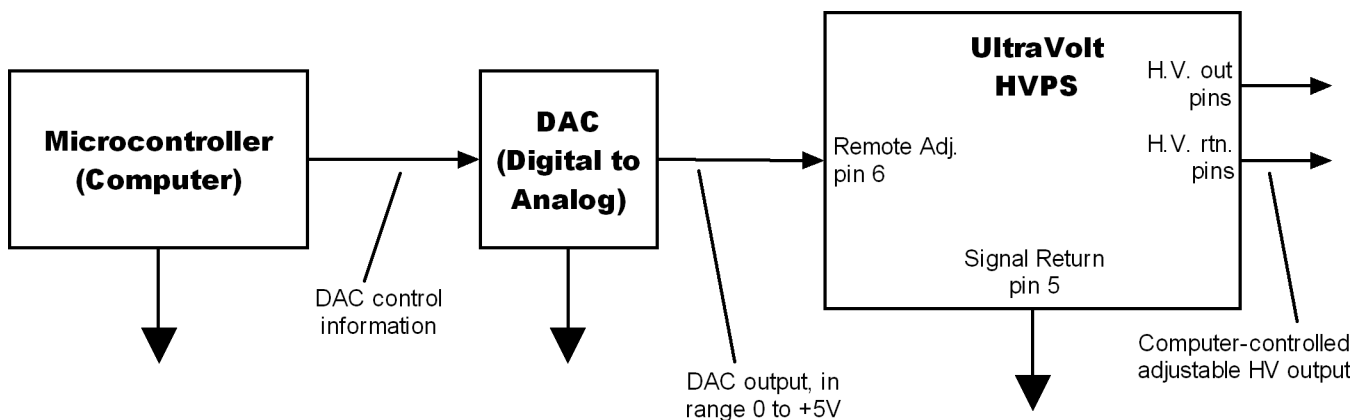 Microcontroller
(Computer)
DAC control
information
DAC
(Digital to
Analog)
DAC output, in
range 0 to +5V
UltraVolt
HVPS
Remote Adj.
pin 6
H.V. out
pins
H.V. rtn.
pins
Signal Return
pin 5
Computer-controlled
adjustable HV output